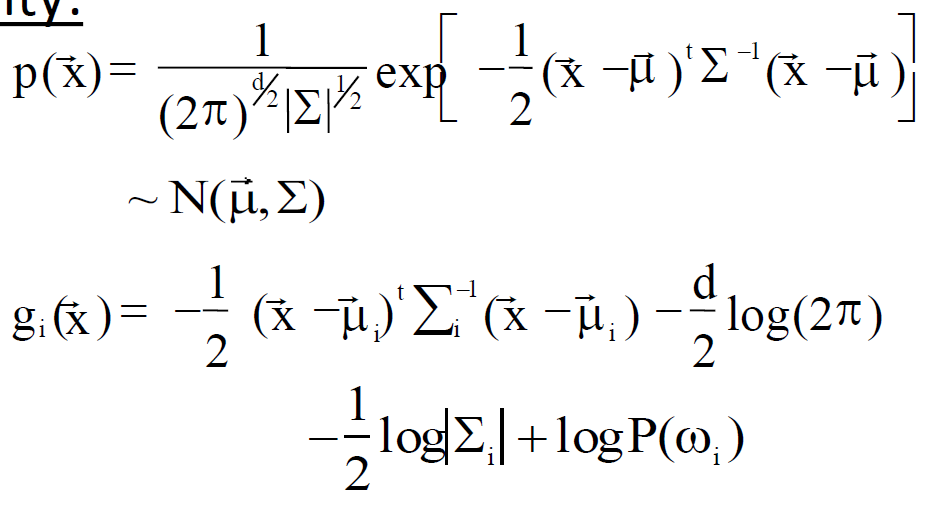 ity:
p(x⃗) = 1 / (2π)^{d/2} |Σ|^{1/2} exp[ −1/2 (x⃗ − μ⃗)^t Σ^{−1} (x⃗ − μ⃗) ]
~ N(μ⃗, Σ)
g_i(x⃗) = −1/2 (x⃗ − μ⃗_i)^t Σ_i^{−1} (x⃗ − μ⃗_i) − d/2 log(2π)
−1/2 log|Σ_i| + log P(ω_i)